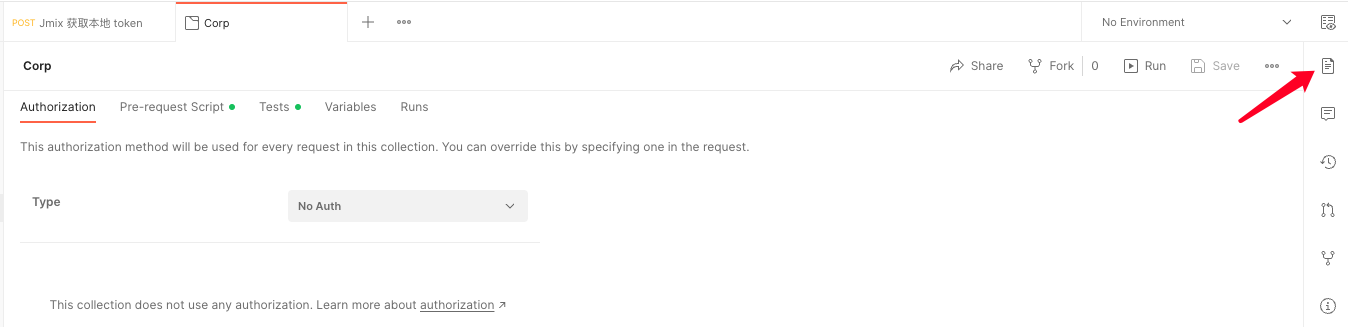 POST Jmix 获取本地 token Corp No Environment
Corp Share Fork 0 Run Save
Authorization Pre-request Script Tests Variables Runs
This authorization method will be used for every request in this collection. You can override this by specifying one in the request.
Type No Auth
This collection does not use any authorization. Learn more about authorization ↗